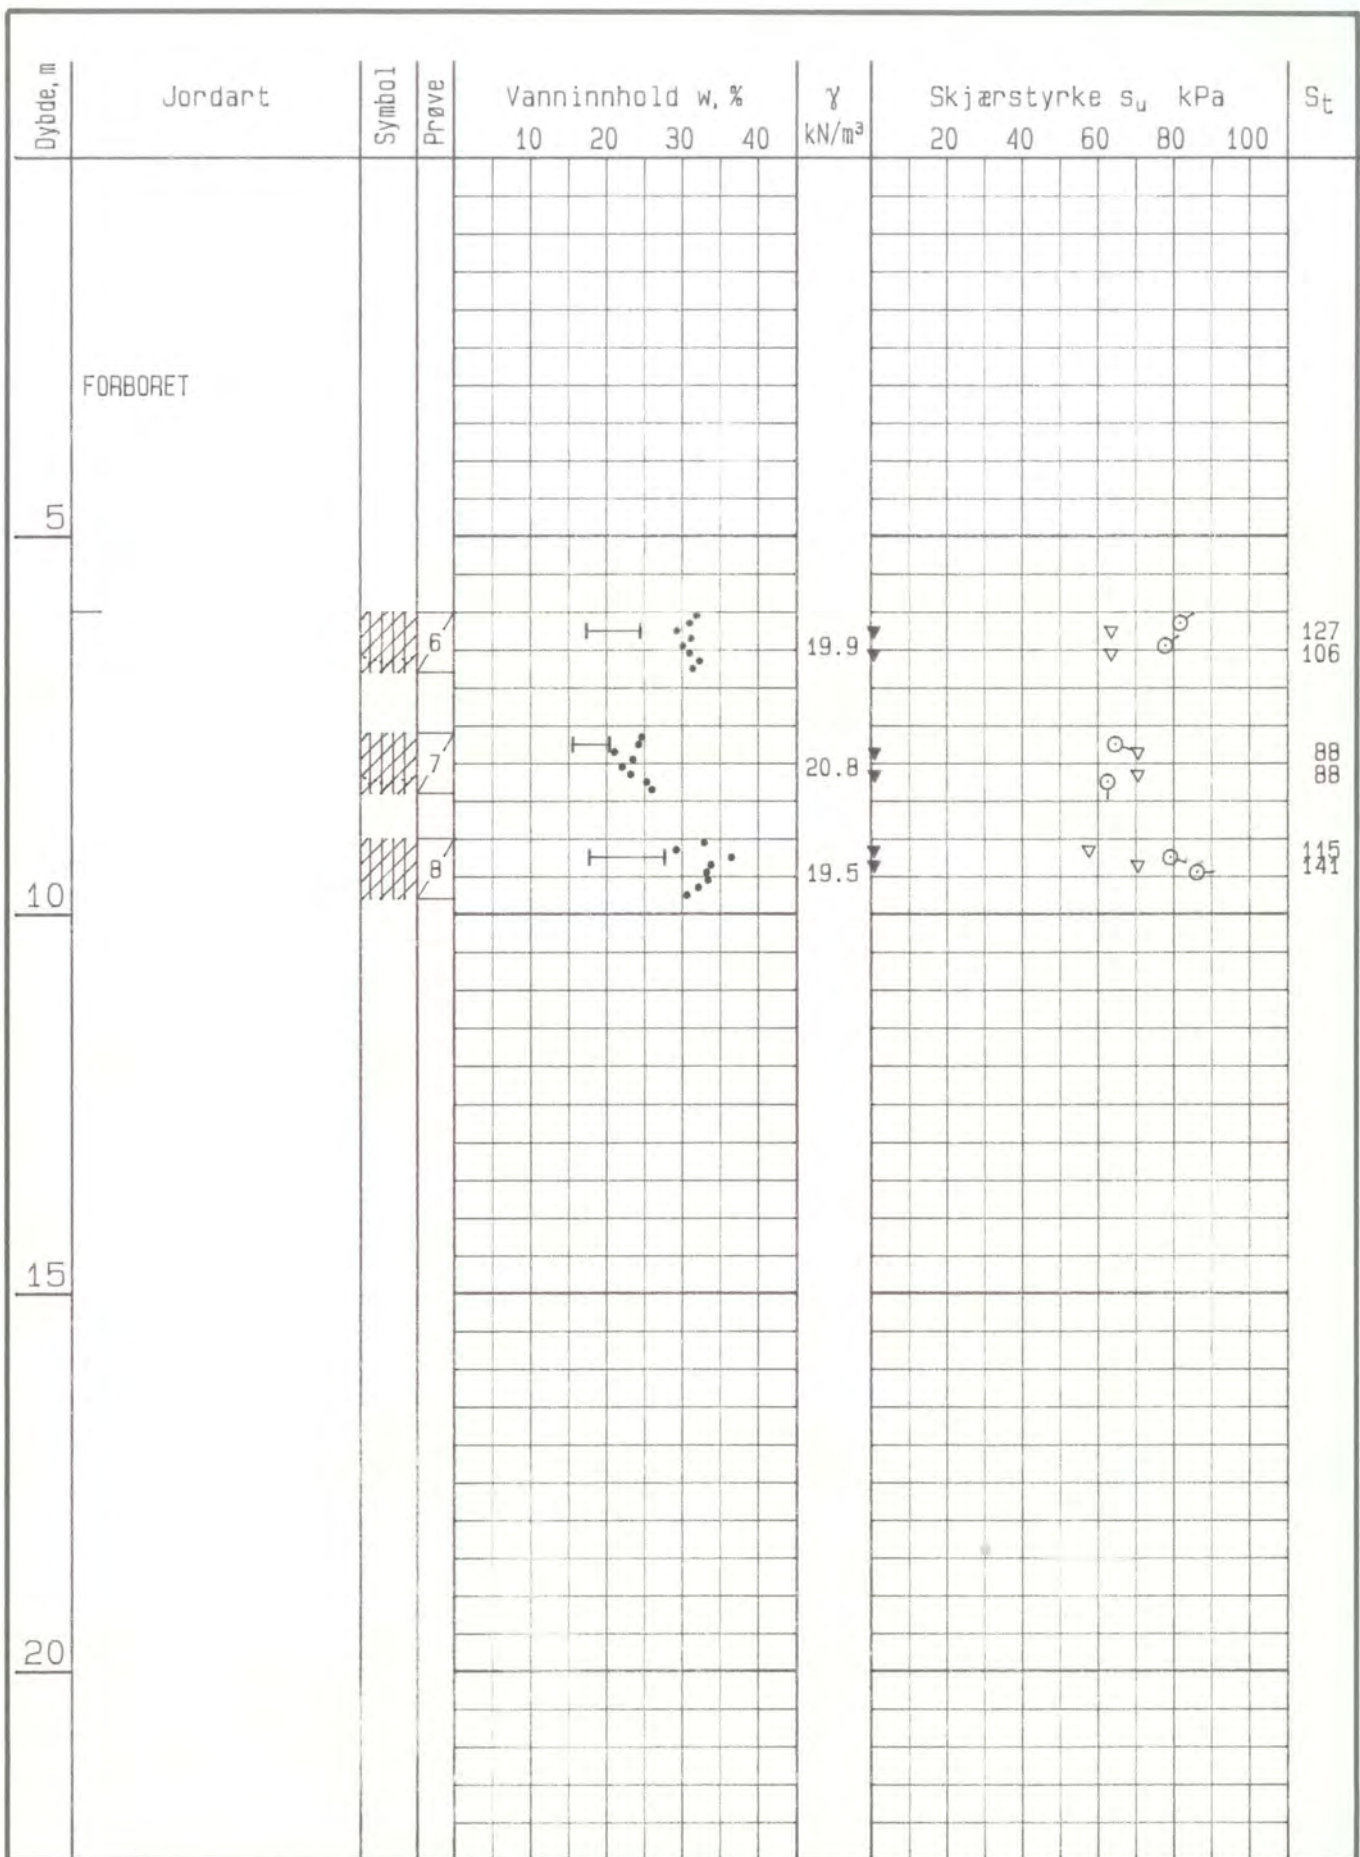 Dybde, m Jordart Symbol Prøve Vanninnhold w, % γ Skjærstyrke su kPa St
10 20 30 40 kN/m³ 20 40 60 80 100
FORBORET
5
6 19.9 127
106
7 20.8 88
88
8 19.5 115
141
10
15
20